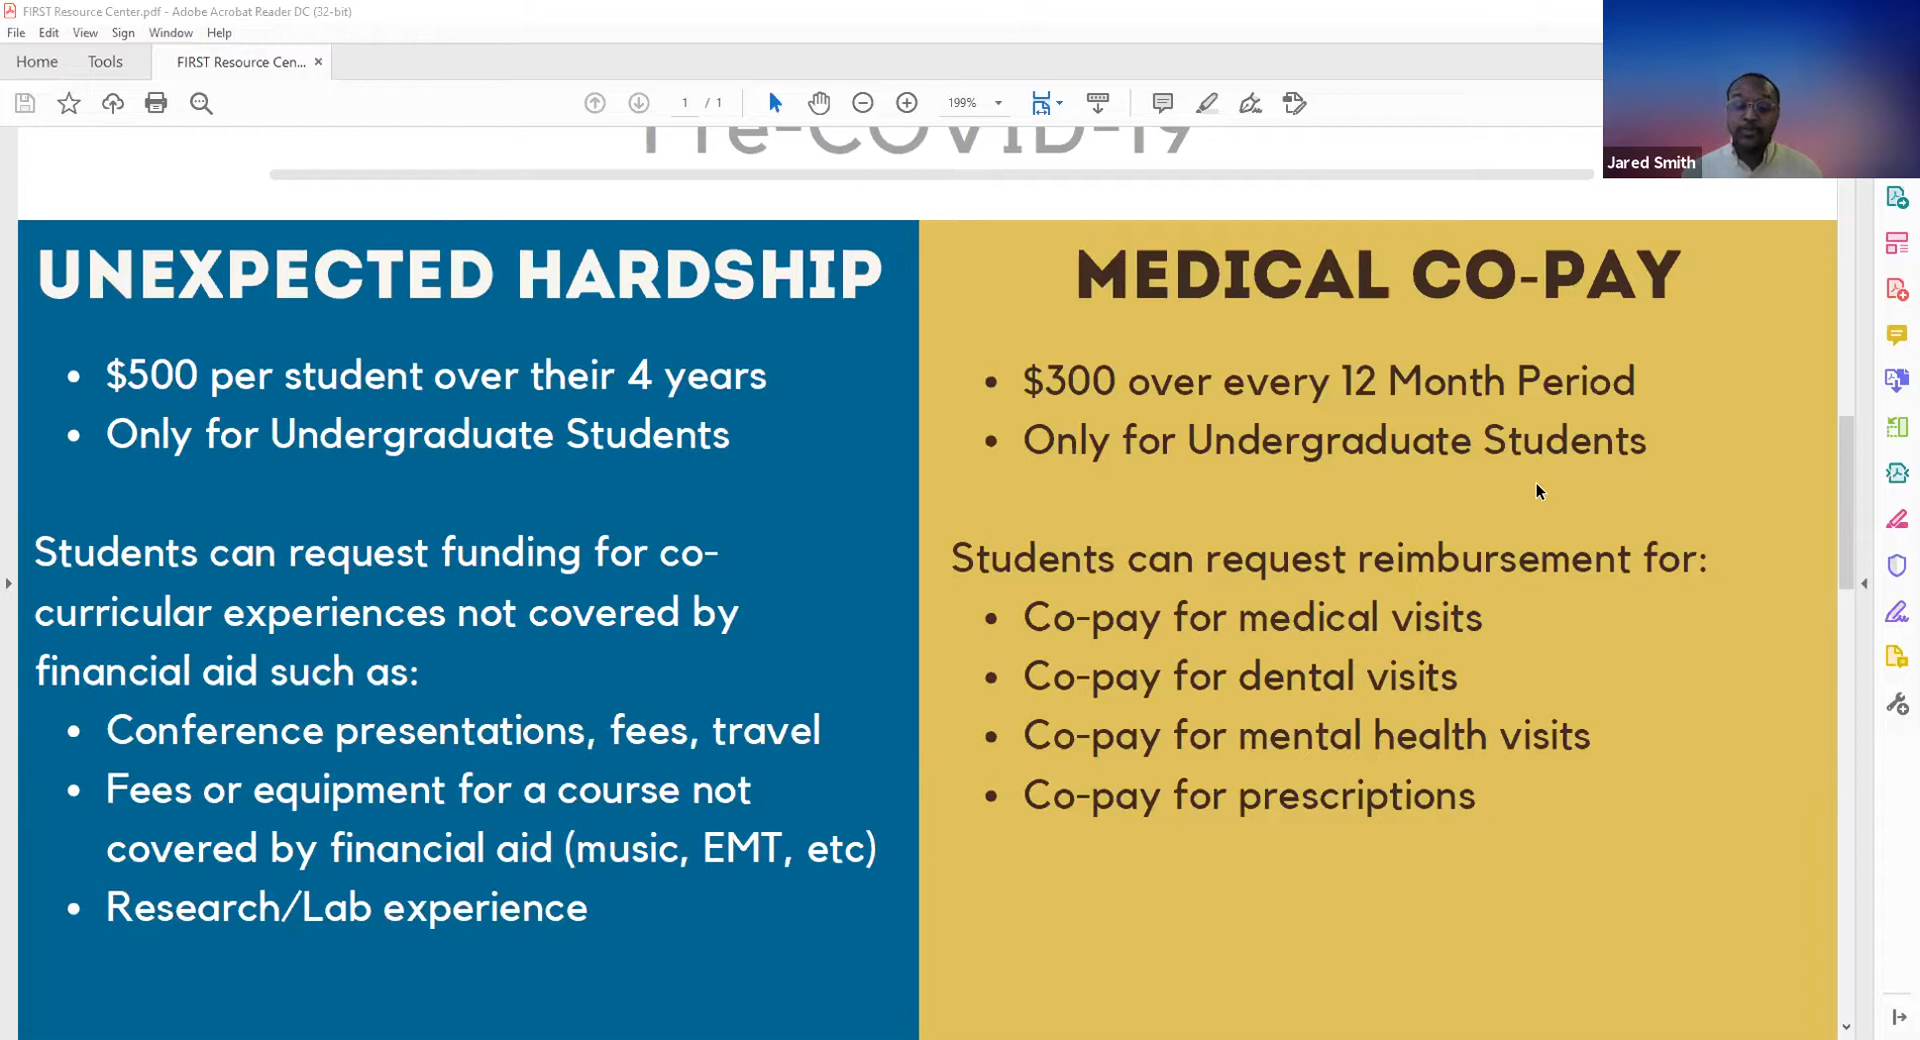 FIRST Resource Center.pdf - Adobe Acrobat Reader DC (32-bit)
File Edit View Sign Window Help
Home Tools FIRST Resource Cen... ×
1 / 1 199%
Pre-COVID-19
Jared Smith
UNEXPECTED HARDSHIP
• $500 per student over their 4 years
• Only for Undergraduate Students
Students can request funding for co-
curricular experiences not covered by
financial aid such as:
• Conference presentations, fees, travel
• Fees or equipment for a course not
covered by financial aid (music, EMT, etc)
• Research/Lab experience
MEDICAL CO-PAY
• $300 over every 12 Month Period
• Only for Undergraduate Students
Students can request reimbursement for:
• Co-pay for medical visits
• Co-pay for dental visits
• Co-pay for mental health visits
• Co-pay for prescriptions